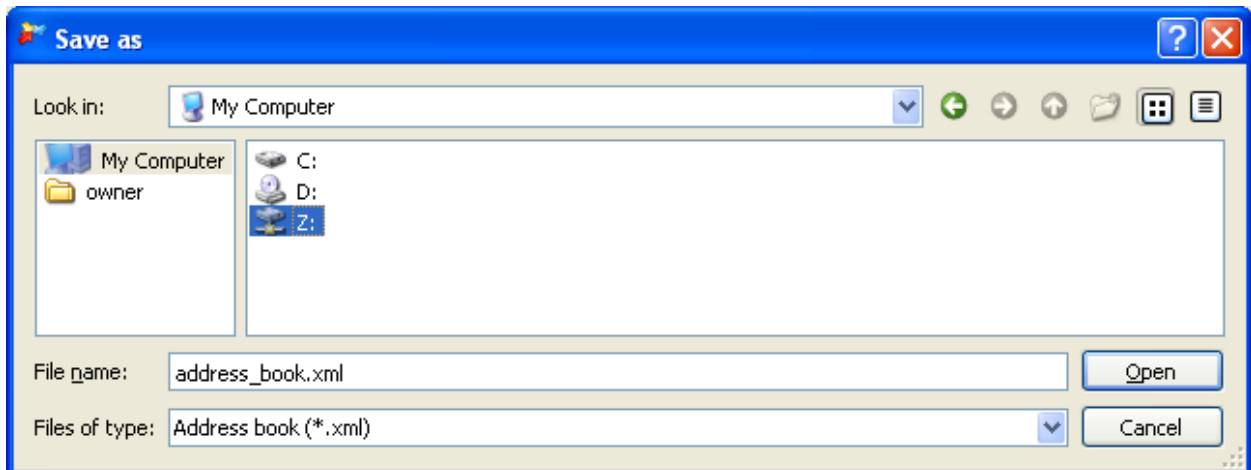 Save as
Look in: My Computer
My Computer
owner
C:
D:
Z:
File name: address_book.xml Open
Files of type: Address book (*.xml) Cancel